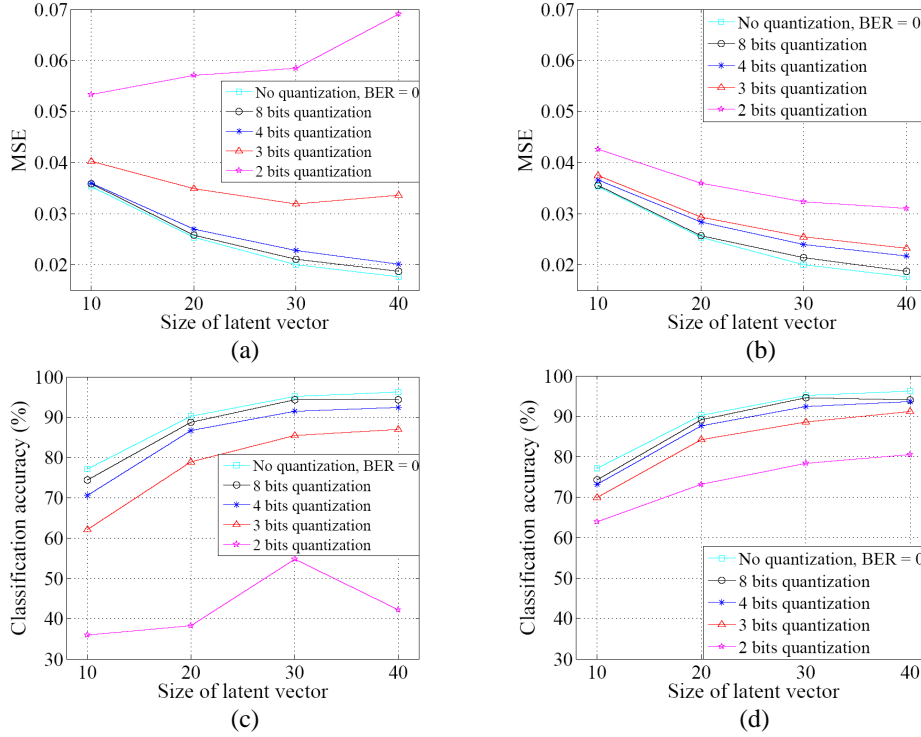 0.07
0.06
0.05
0.04
0.03
0.02
MSE
No quantization, BER = 0
8 bits quantization
4 bits quantization
3 bits quantization
2 bits quantization
10 20 30 40
Size of latent vector
(a)
0.07
0.06
0.05
0.04
0.03
0.02
MSE
No quantization, BER = 0
8 bits quantization
4 bits quantization
3 bits quantization
2 bits quantization
10 20 30 40
Size of latent vector
(b)
100
90
80
70
60
50
40
30
Classification accuracy (%)
No quantization, BER = 0
8 bits quantization
4 bits quantization
3 bits quantization
2 bits quantization
10 20 30 40
Size of latent vector
(c)
100
90
80
70
60
50
40
30
Classification accuracy (%)
No quantization, BER = 0
8 bits quantization
4 bits quantization
3 bits quantization
2 bits quantization
10 20 30 40
Size of latent vector
(d)